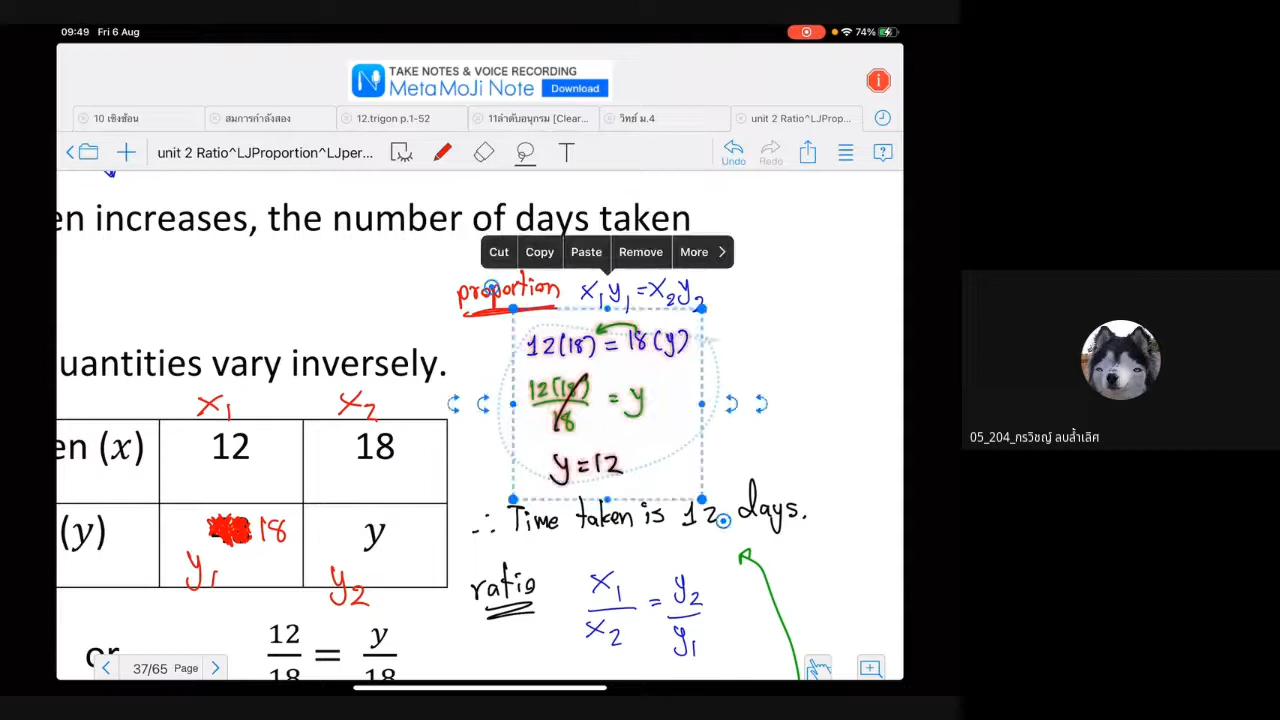 09:49 Fri 6 Aug
74%
TAKE NOTES & VOICE RECORDING
MetaMoJi Note Download
10 เชิงซ้อน
สมการกำลังสอง
12.trigon p.1-52
11ลำดับอนุกรม [Clear...
วิทย์ ม.4
unit 2 Ratio^LJProp...
unit 2 Ratio^LJProportion^LJper...
T
Undo
Redo
en increases, the number of days taken
Cut Copy Paste Remove More
proportion x₁y₁ = x₂y₂
12(18) = 18(y)
12(18)/18 = y
y = 12
∴ Time taken is 12 days.
uantities vary inversely.
x₁ x₂
en (x) 12 18
(y) 18 y
y₁ y₂
ratio x₁/x₂ = y₂/y₁
or 12/18 = y/18
37/65 Page
05_204_กรวิชญ์ ลบล้ำเลิศ